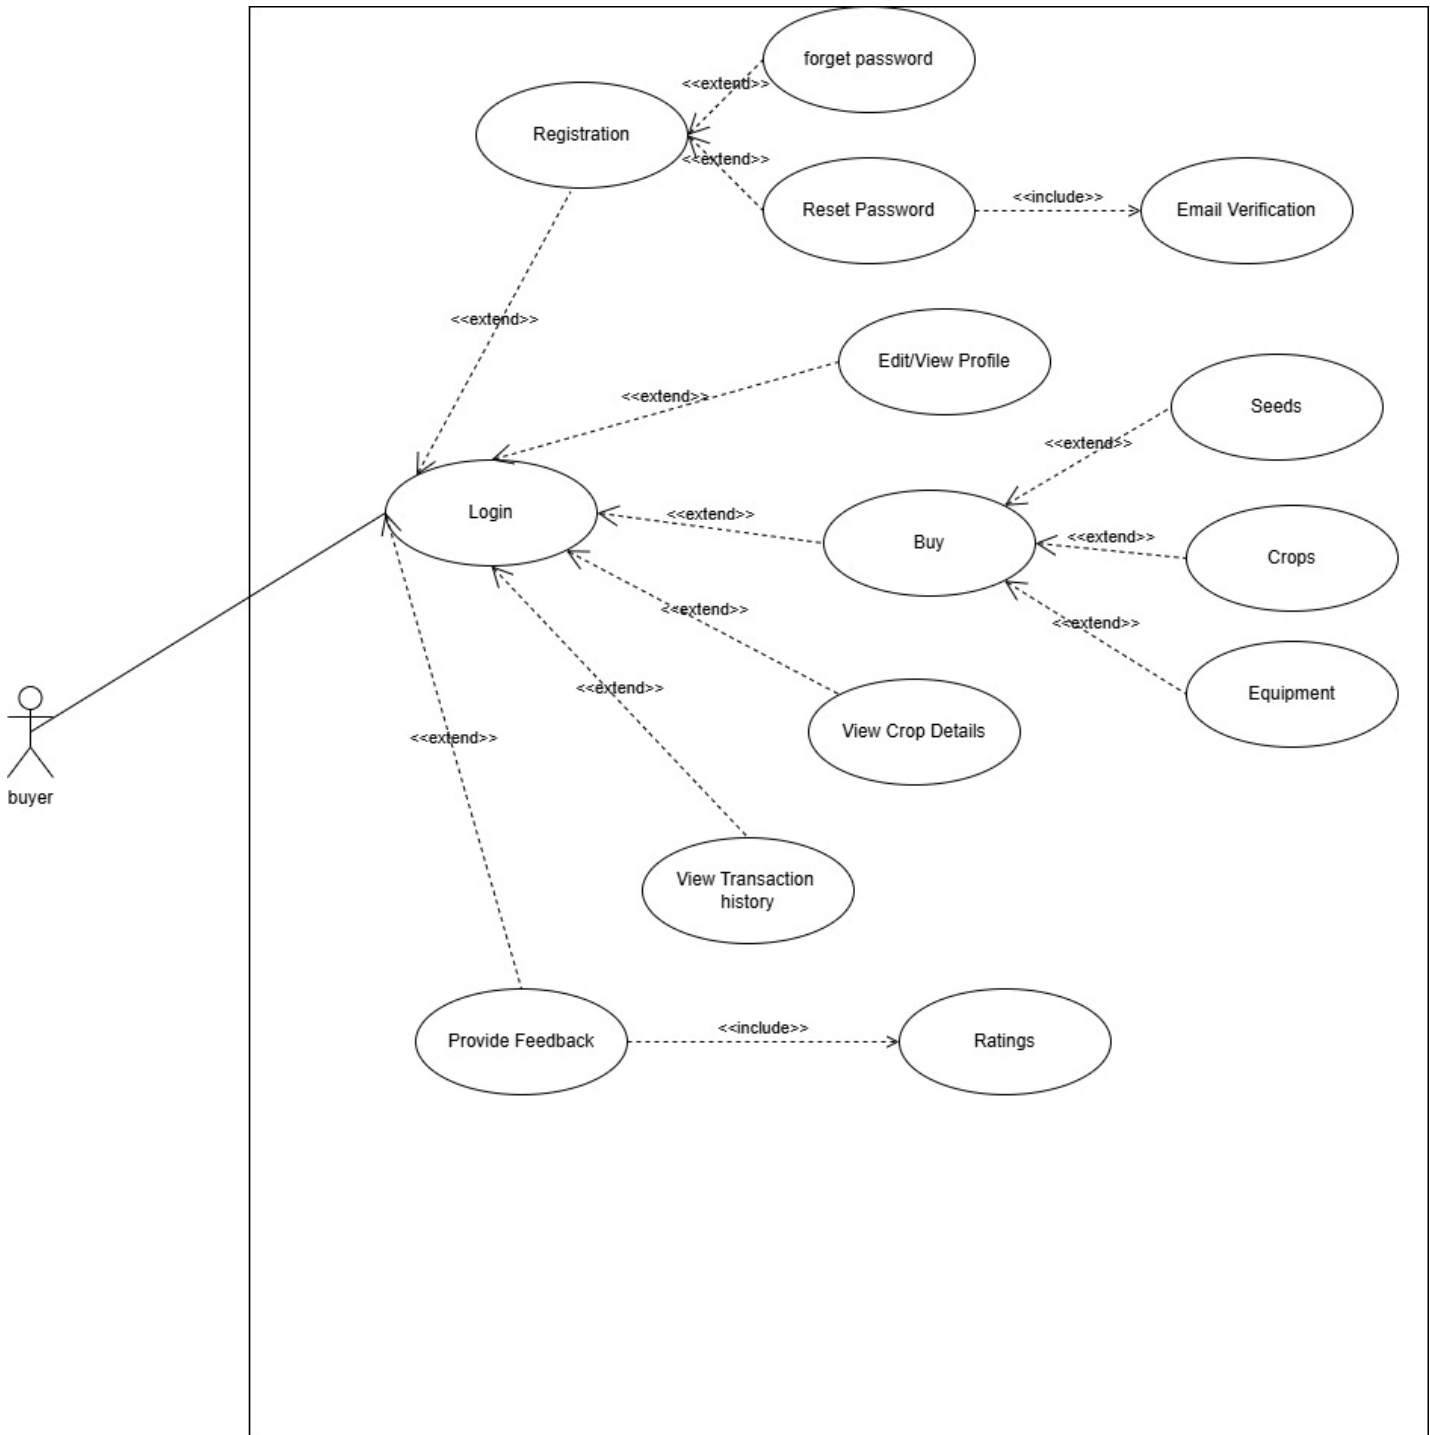 forget password
<<extend>>
Registration
<<extend>>
Reset Password
<<include>>
Email Verification
<<extend>>
Edit/View Profile
<<extend>>
Seeds
<<extend>>
Login
<<extend>>
Buy
<<extend>>
Crops
<<extend>>
<<extend>>
Equipment
<<extend>>
View Crop Details
<<extend>>
<<extend>>
buyer
View Transaction
history
Provide Feedback
<<include>>
Ratings